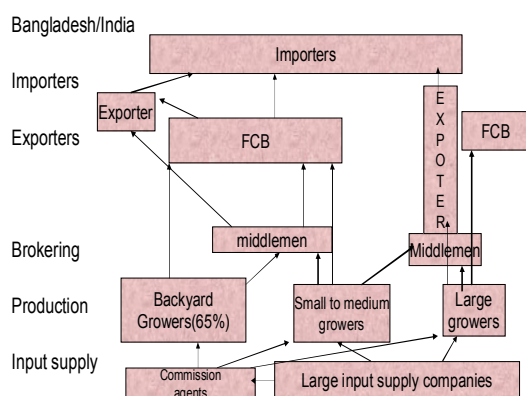 Bangladesh/India
Importers
Importers
Exporter
Exporters
FCB
E
X
P
O
T
E
R
FCB
Brokering
middlemen
Middlemen
Production
Backyard
Growers(65%)
Small to medium
growers
Large
growers
Input supply
Commission
agents
Large input supply companies